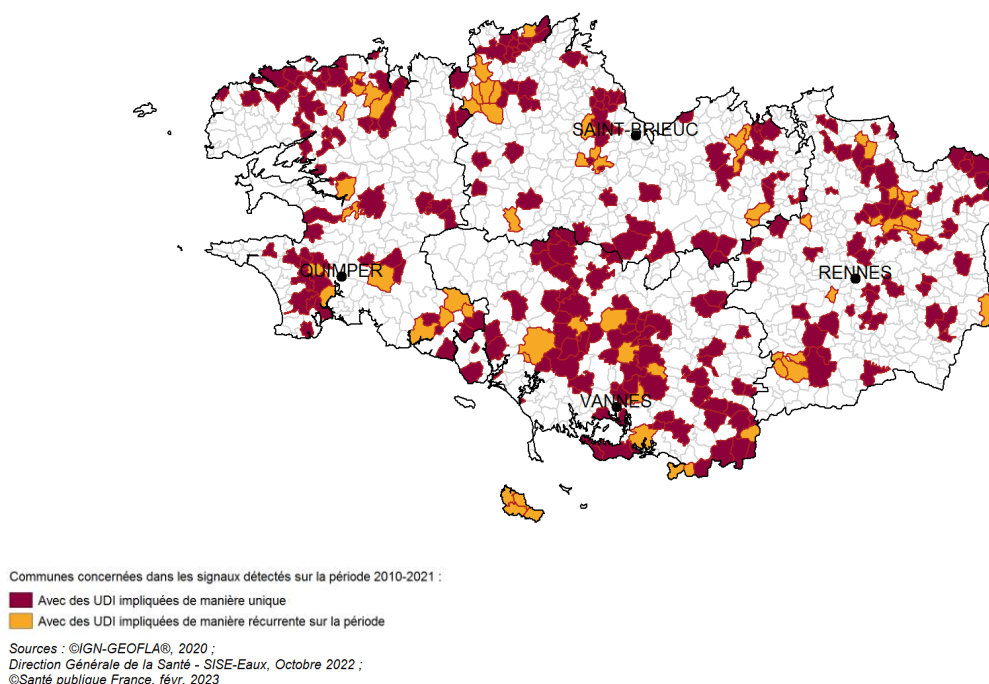 SAINT-BRIEUC
QUIMPER
RENNES
VANNES
Communes concernées dans les signaux détectés sur la période 2010-2021 :
Avec des UDI impliquées de manière unique
Avec des UDI impliquées de manière récurrente sur la période
Sources : ©IGN-GEOFLA®, 2020 ;
Direction Générale de la Santé - SISE-Eaux, Octobre 2022 ;
©Santé publique France, févr. 2023